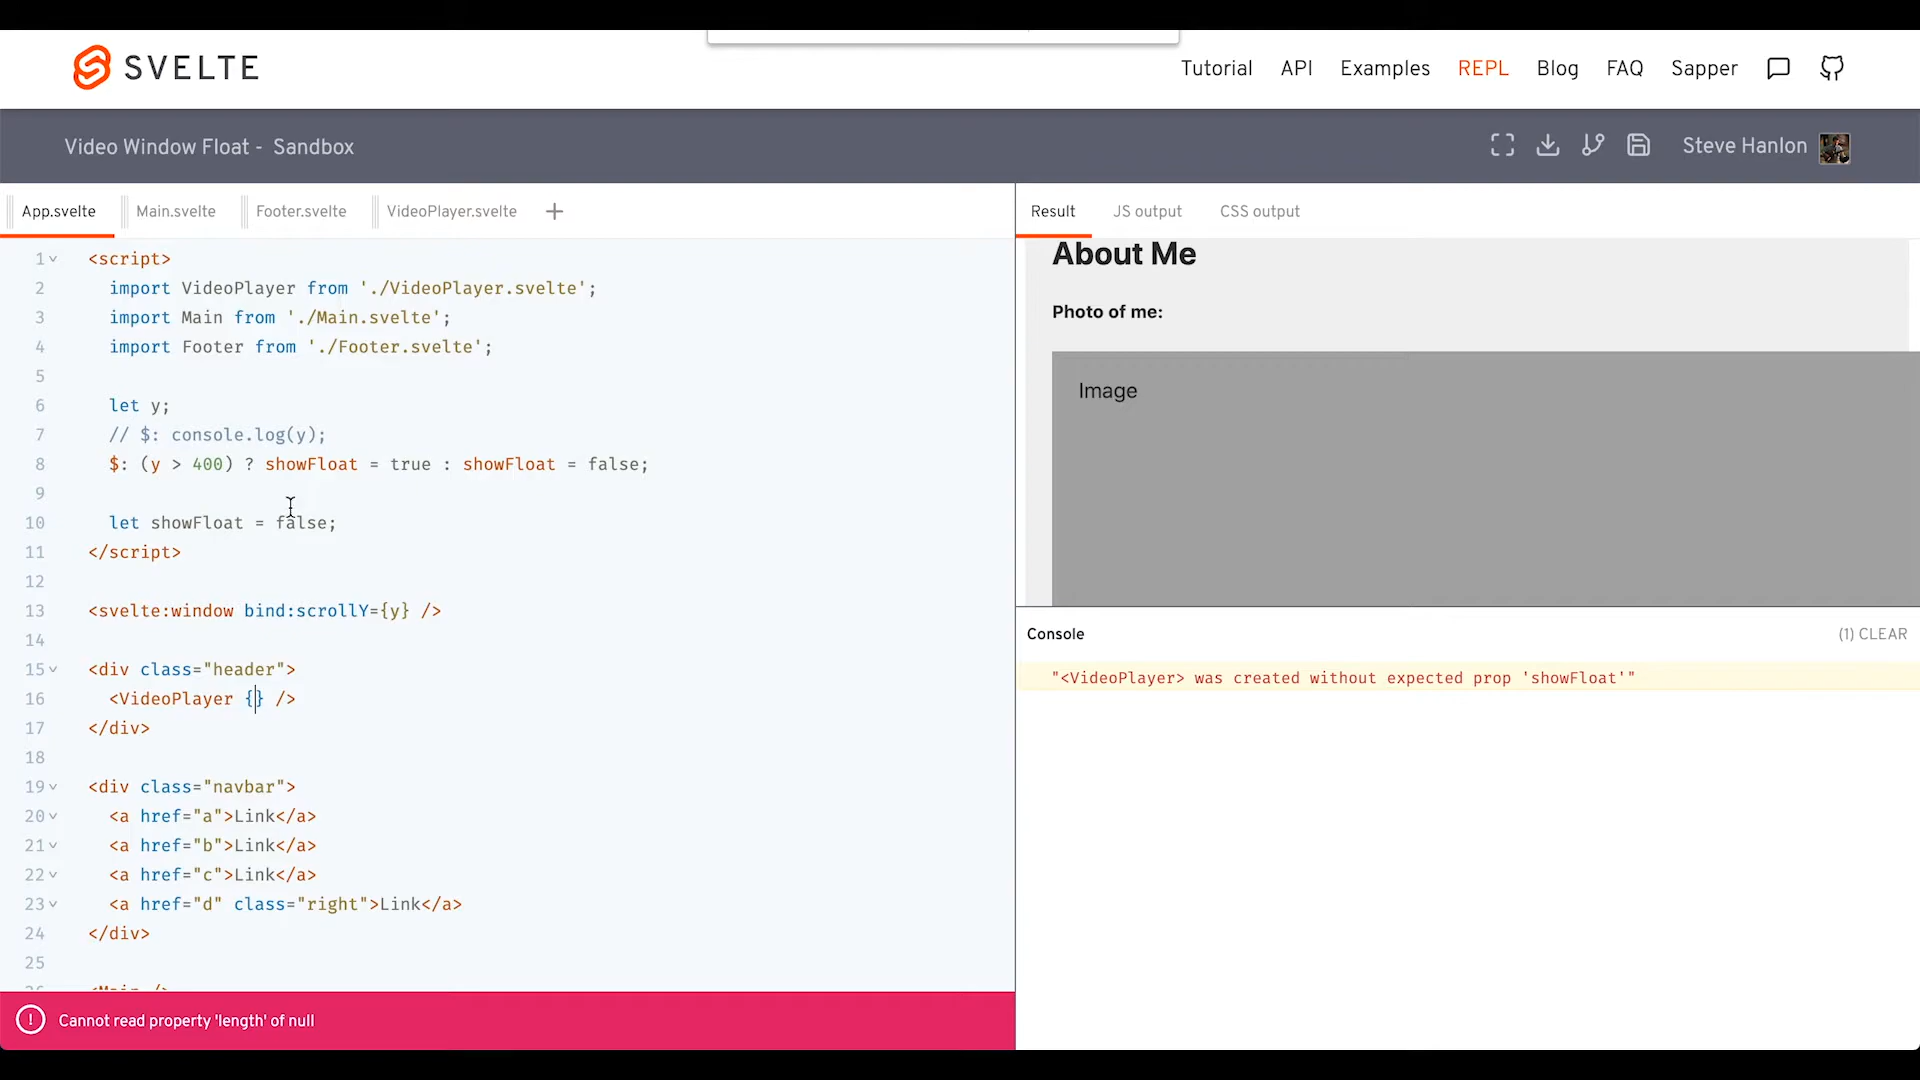 SVELTE
Tutorial API Examples REPL Blog FAQ Sapper
Video Window Float - Sandbox
Steve Hanlon
App.svelte Main.svelte Footer.svelte VideoPlayer.svelte +
Result JS output CSS output
1 <script>
2 import VideoPlayer from './VideoPlayer.svelte';
3 import Main from './Main.svelte';
4 import Footer from './Footer.svelte';
5
6 let y;
7 // $: console.log(y);
8 $: (y > 400) ? showFloat = true : showFloat = false;
9
10 let showFloat = false;
11 </script>
12
13 <svelte:window bind:scrollY={y} />
14
15 <div class="header">
16 <VideoPlayer {} />
17 </div>
18
19 <div class="navbar">
20 <a href="a">Link</a>
21 <a href="b">Link</a>
22 <a href="c">Link</a>
23 <a href="d" class="right">Link</a>
24 </div>
25
26 <Main />
! Cannot read property 'length' of null
About Me
Photo of me:
Image
Console (1) CLEAR
"<VideoPlayer> was created without expected prop 'showFloat'"